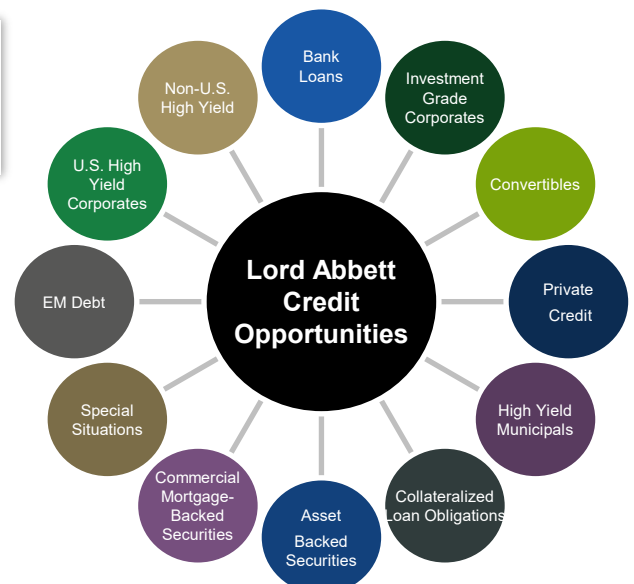 Bank
Loans
Investment
Grade
Corporates
Convertibles
Private
Credit
High Yield
Municipals
Collateralized
Loan Obligations
Asset
Backed
Securities
Commercial
Mortgage-
Backed
Securities
Special
Situations
EM Debt
U.S. High
Yield
Corporates
Non-U.S.
High Yield
Lord Abbett
Credit
Opportunities